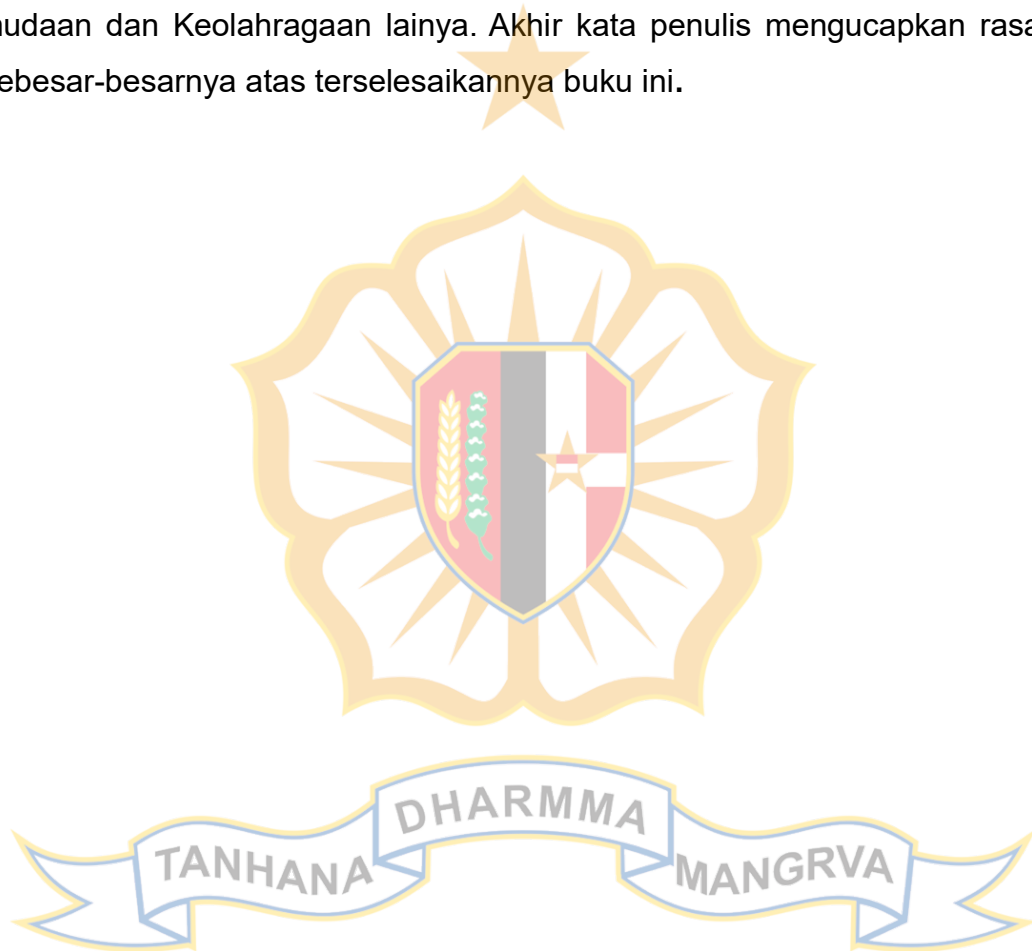 udaan dan Keolahragaan lainya. Akhir kata penulis mengucapkan rasa
ebesar-besarnya atas terselesaikannya buku ini.
DHARMMA
TANHANA MANGRVA